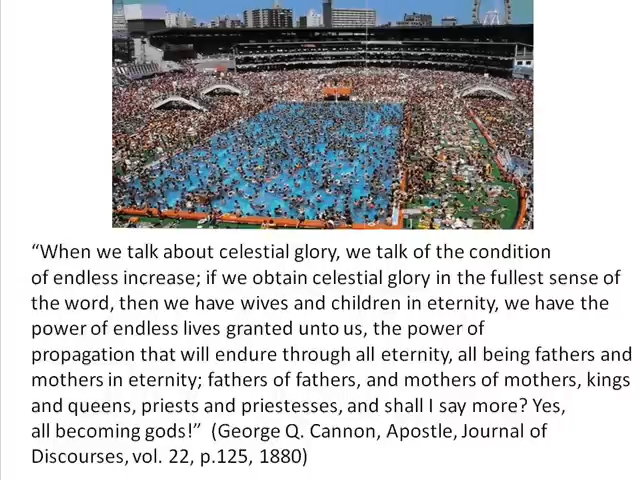 “When we talk about celestial glory, we talk of the condition
of endless increase; if we obtain celestial glory in the fullest sense of
the word, then we have wives and children in eternity, we have the
power of endless lives granted unto us, the power of
propagation that will endure through all eternity, all being fathers and
mothers in eternity; fathers of fathers, and mothers of mothers, kings
and queens, priests and priestesses, and shall I say more? Yes,
all becoming gods!”  (George Q. Cannon, Apostle, Journal of
Discourses, vol. 22, p.125, 1880)